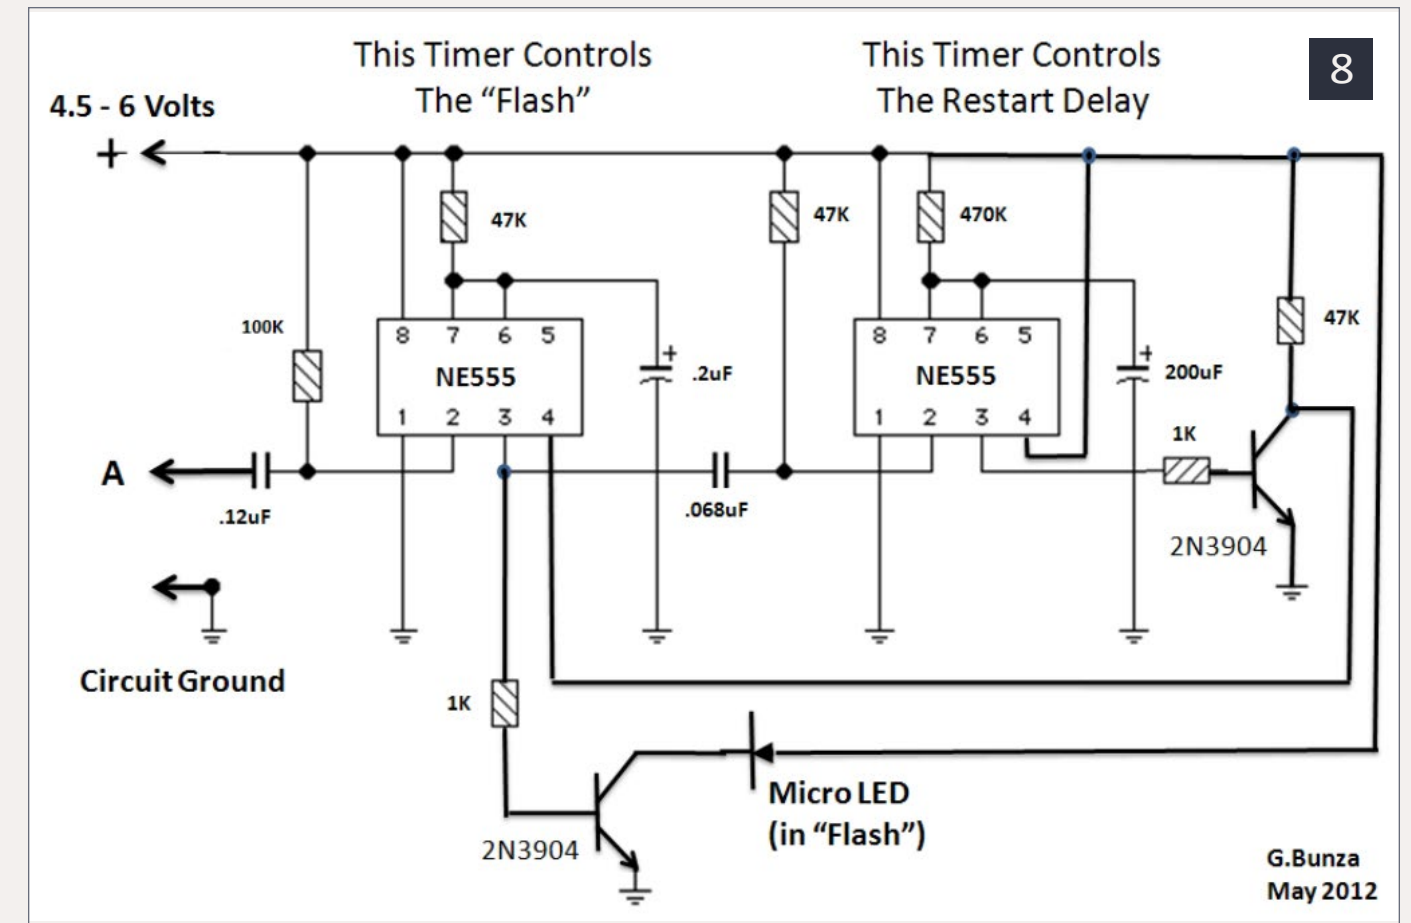 This Timer Controls
The “Flash”
This Timer Controls
The Restart Delay
8
4.5 - 6 Volts
+
47K
47K
470K
100K
47K
8 7 6 5
NE555
1 2 3 4
+
.2uF
8 7 6 5
NE555
1 2 3 4
+
200uF
1K
A
.12uF
.068uF
2N3904
Circuit Ground
1K
Micro LED
(in “Flash”)
2N3904
G.Bunza
May 2012